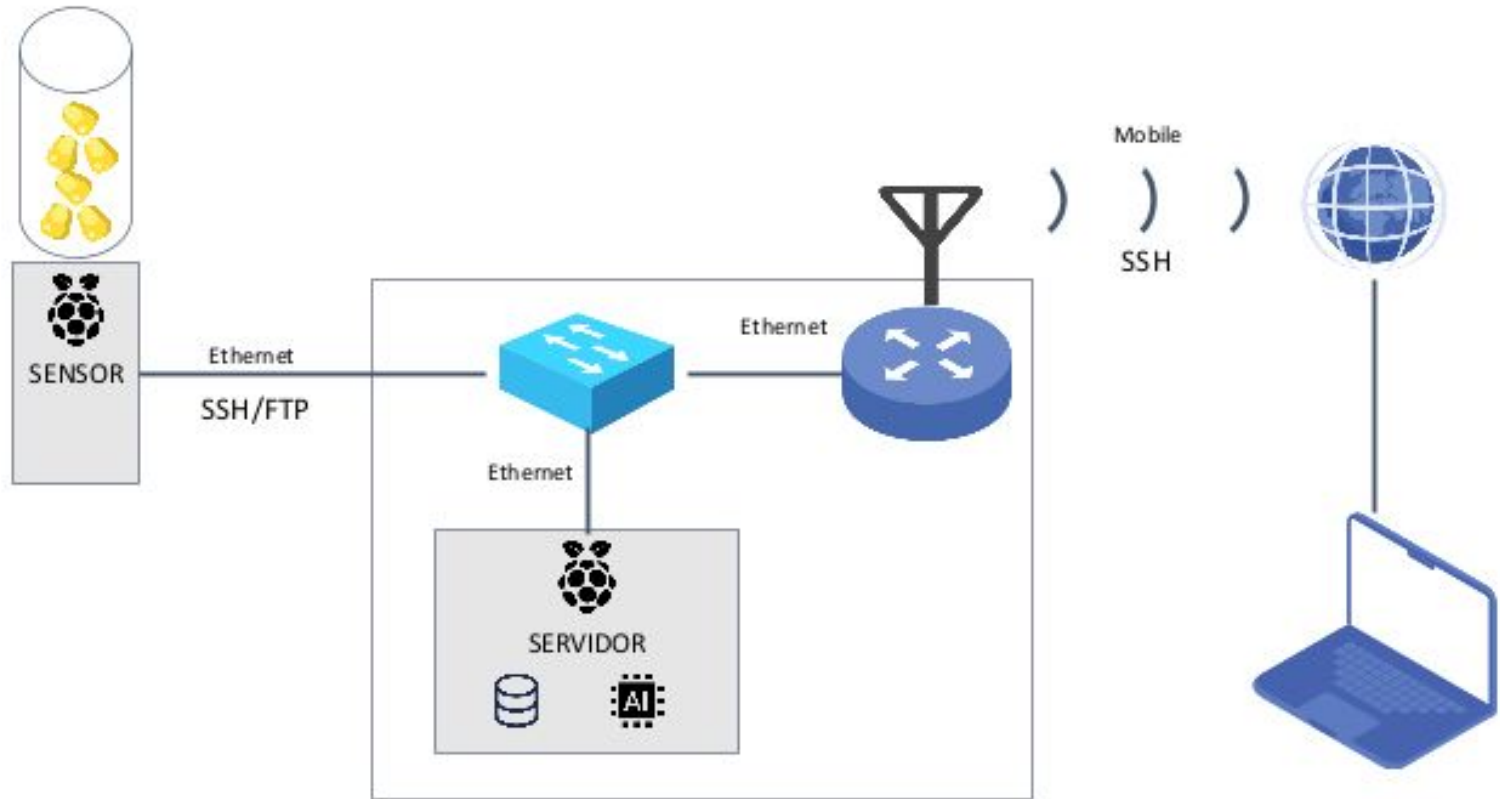 Mobile
SSH
Ethernet
Ethernet
SENSOR
SSH/FTP
Ethernet
SERVIDOR
AI